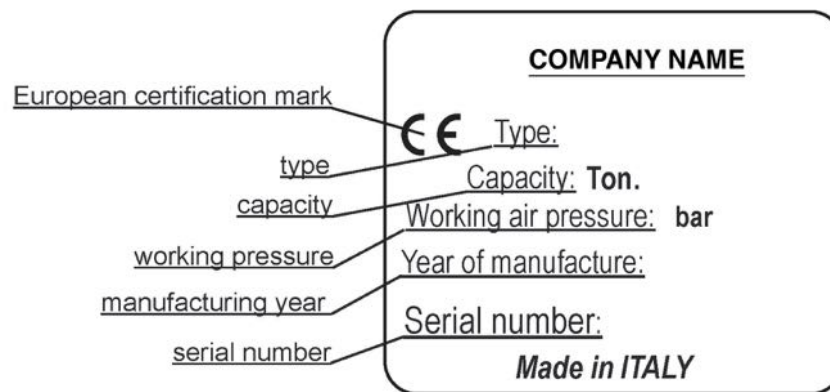 COMPANY NAME
European certification mark
CE Type:
type
Capacity: Ton.
capacity
Working air pressure: bar
working pressure
Year of manufacture:
manufacturing year
Serial number:
serial number
Made in ITALY